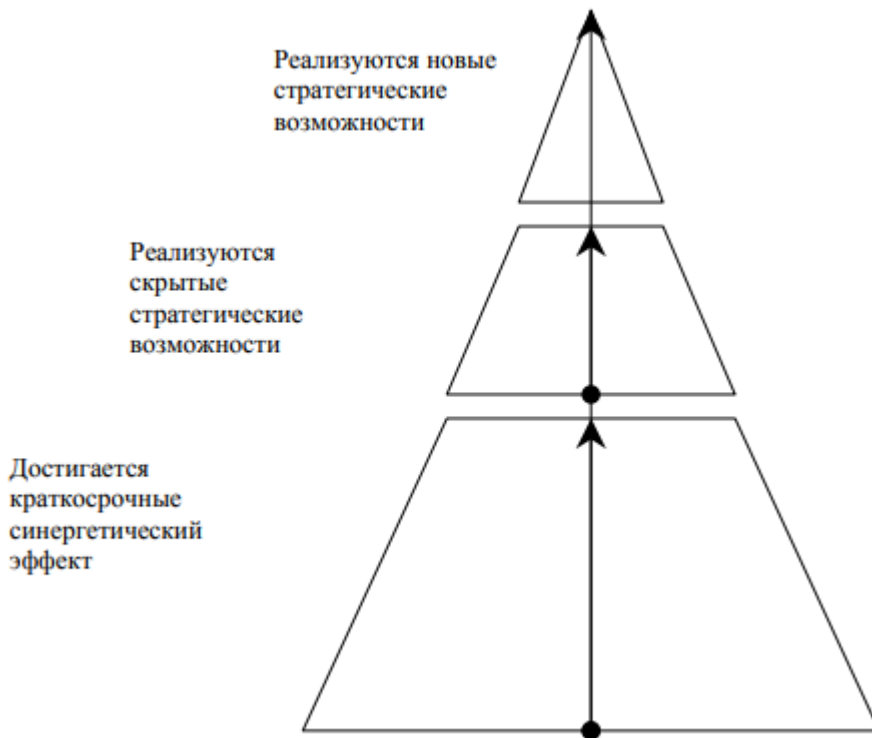 Реализуются новые
стратегические
возможности
Реализуются
скрытые
стратегические
возможности
Достигается
краткосрочные
синергетический
эффект